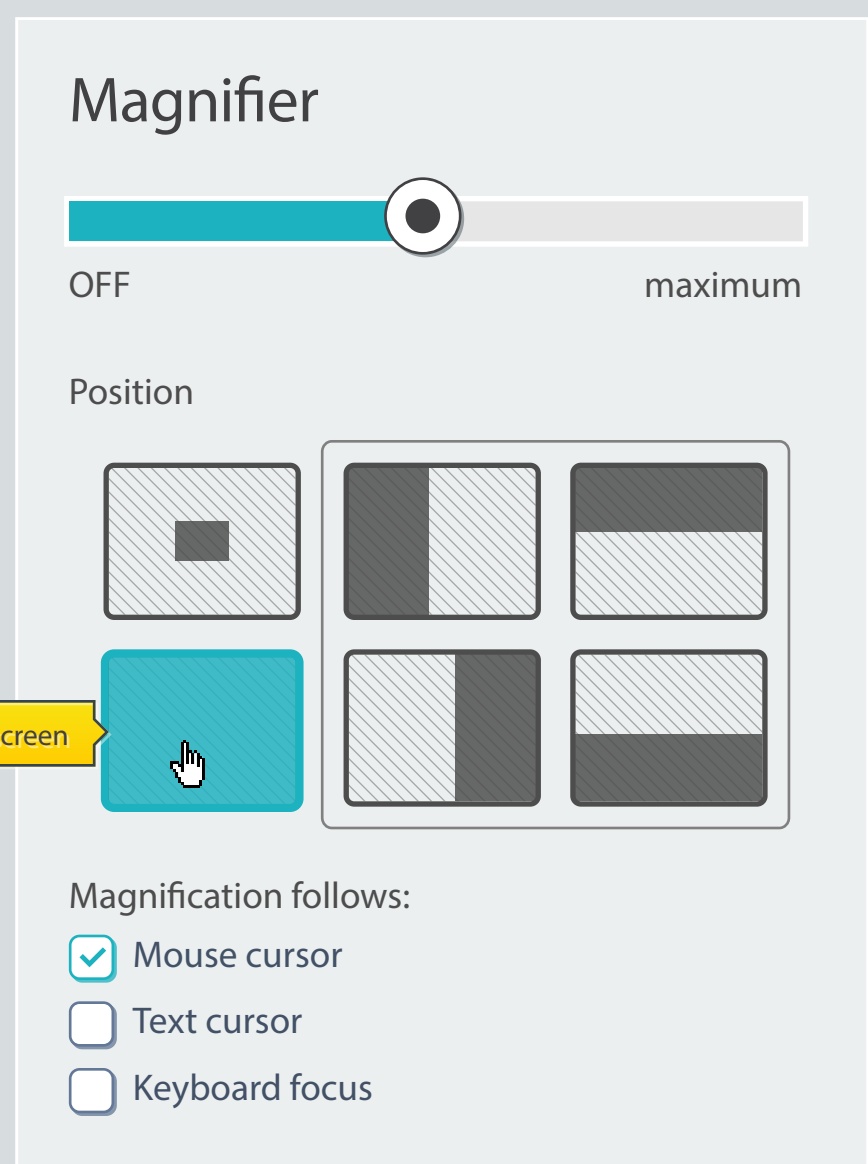 Magnifier
OFF
maximum
Position
creen
Magnification follows:
Mouse cursor
Text cursor
Keyboard focus